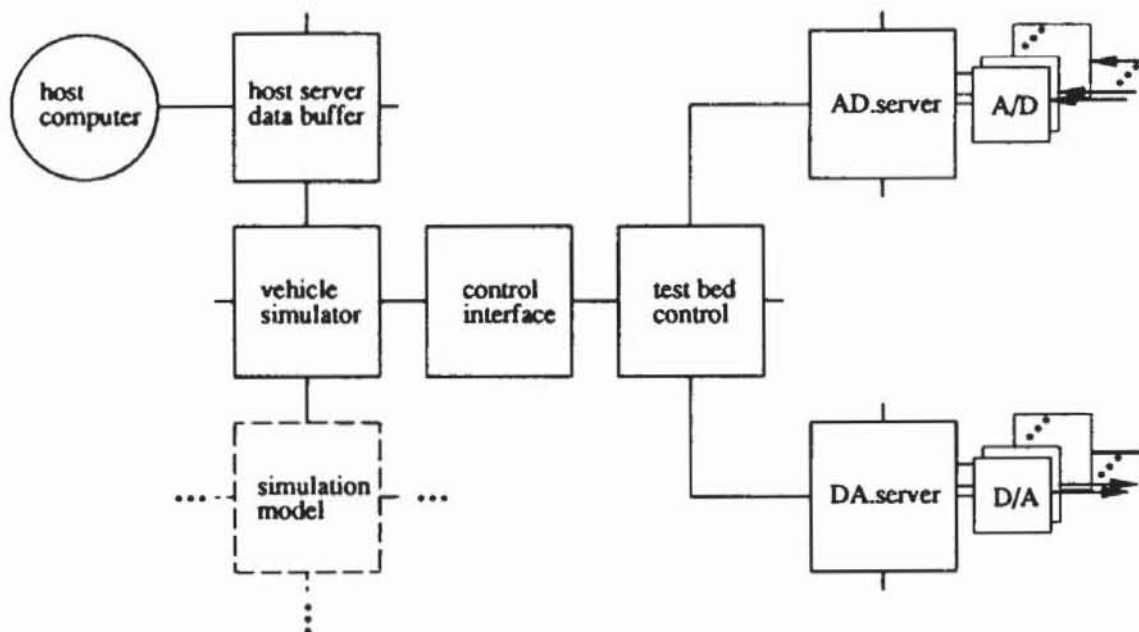 host
computer
host server
data buffer
AD.server
A/D
vehicle
simulator
control
interface
test bed
control
simulation
model
DA.server
D/A